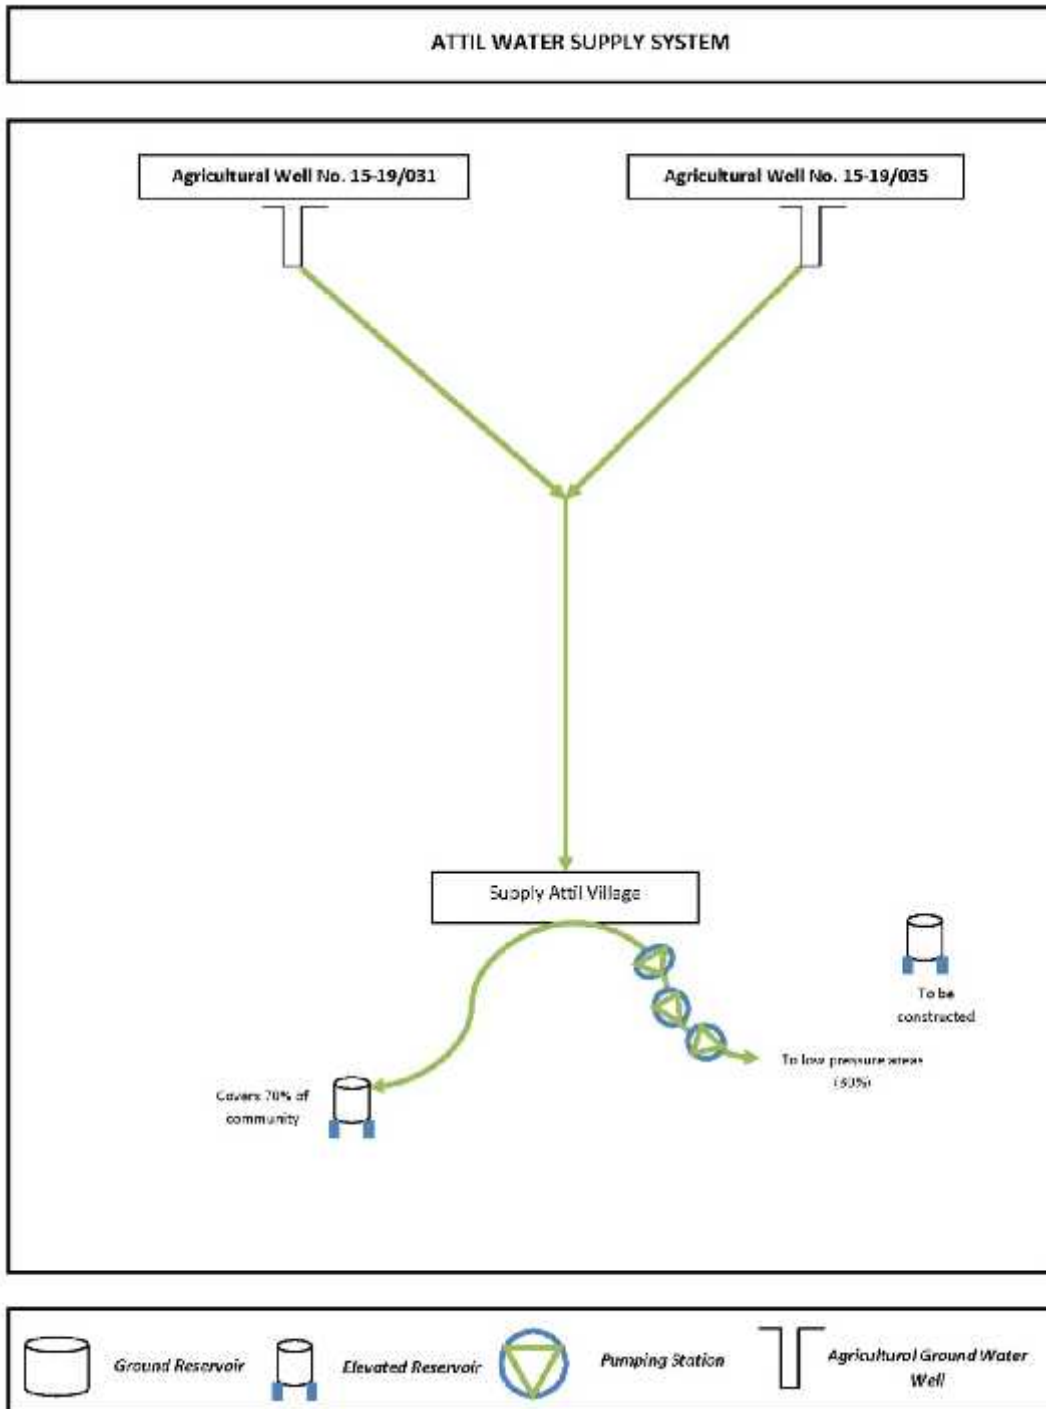 ATTIL WATER SUPPLY SYSTEM
Agricultural Well No. 15-19/031
Agricultural Well No. 15-19/035
Supply Attil Village
To be
constructed
To low pressure areas
(30%)
Covers 70% of
community
Ground Reservoir
Elevated Reservoir
Pumping Station
Agricultural Ground Water
Well